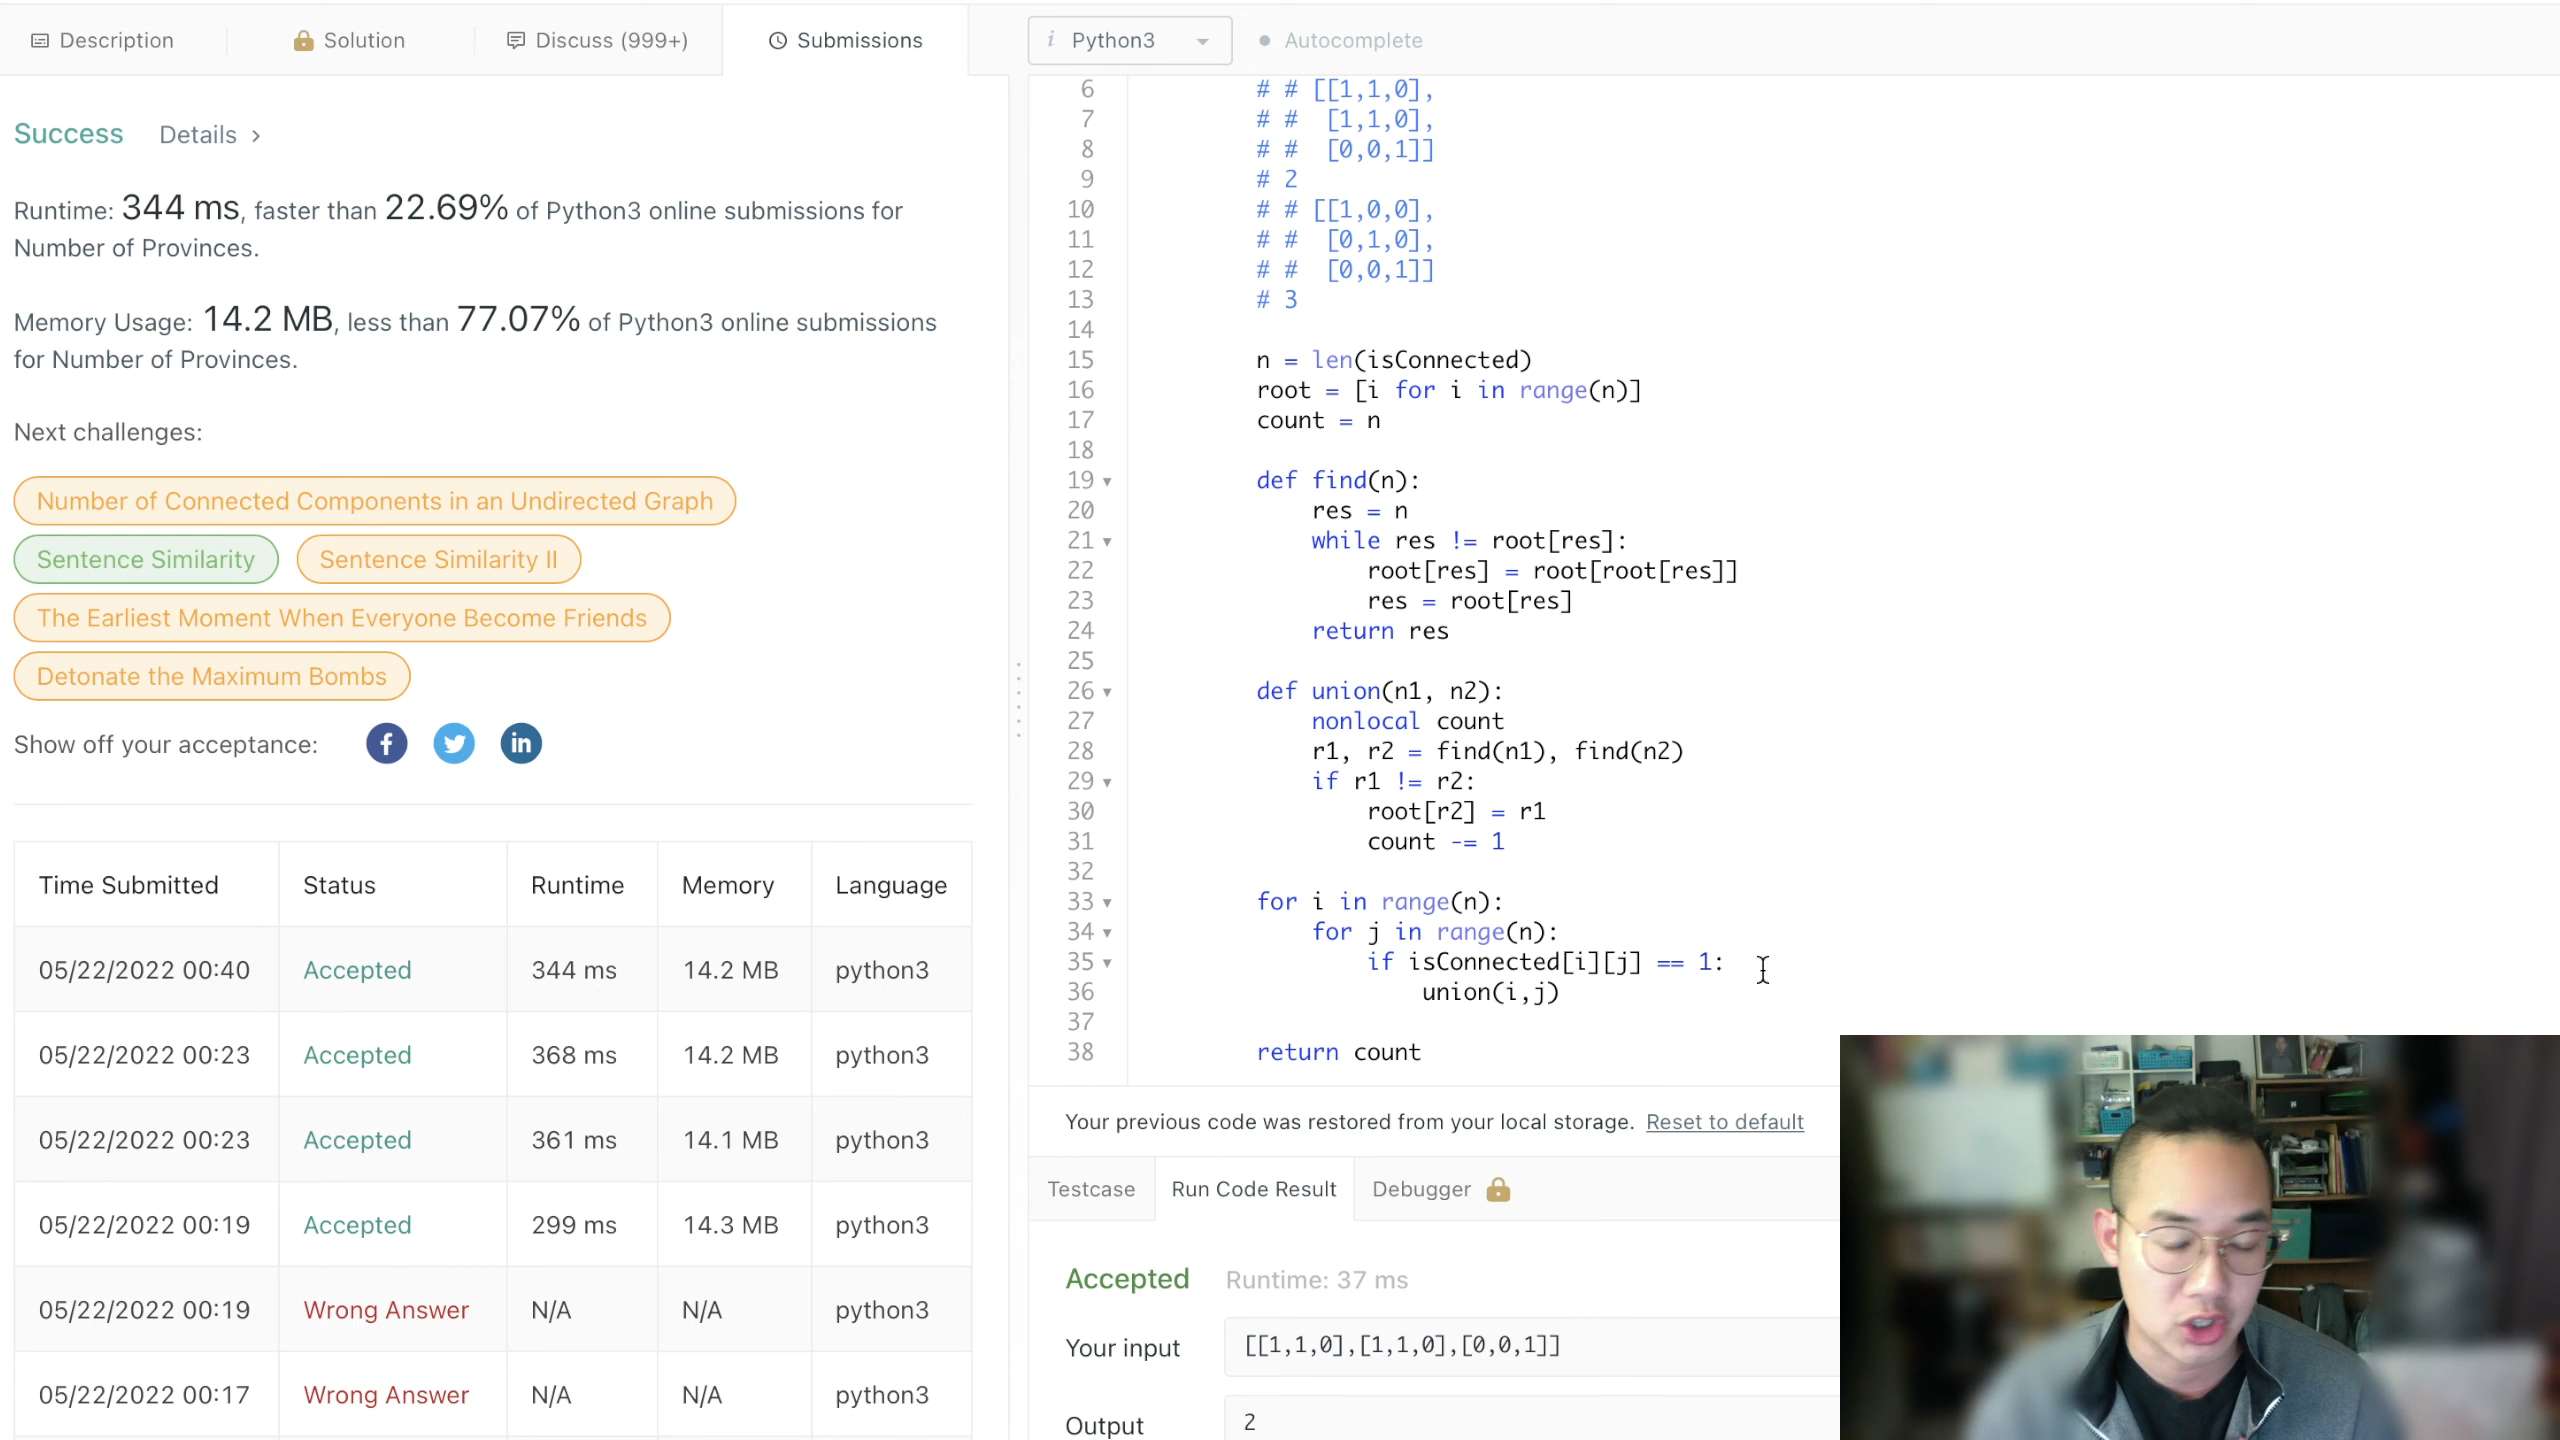 Description
Solution
Discuss (999+)
Submissions
i Python3
Autocomplete
Success Details >
Runtime: 344 ms, faster than 22.69% of Python3 online submissions for
Number of Provinces.
Memory Usage: 14.2 MB, less than 77.07% of Python3 online submissions
for Number of Provinces.
Next challenges:
Number of Connected Components in an Undirected Graph
Sentence Similarity
Sentence Similarity II
The Earliest Moment When Everyone Become Friends
Detonate the Maximum Bombs
Show off your acceptance: f in
Time Submitted Status Runtime Memory Language
05/22/2022 00:40 Accepted 344 ms 14.2 MB python3
05/22/2022 00:23 Accepted 368 ms 14.2 MB python3
05/22/2022 00:23 Accepted 361 ms 14.1 MB python3
05/22/2022 00:19 Accepted 299 ms 14.3 MB python3
05/22/2022 00:19 Wrong Answer N/A N/A python3
05/22/2022 00:17 Wrong Answer N/A N/A python3
6 # # [[1,1,0],
7 # #  [1,1,0],
8 # #  [0,0,1]]
9 # 2
10 # # [[1,0,0],
11 # #  [0,1,0],
12 # #  [0,0,1]]
13 # 3
14
15 n = len(isConnected)
16 root = [i for i in range(n)]
17 count = n
18
19 def find(n):
20     res = n
21     while res != root[res]:
22         root[res] = root[root[res]]
23         res = root[res]
24     return res
25
26 def union(n1, n2):
27     nonlocal count
28     r1, r2 = find(n1), find(n2)
29     if r1 != r2:
30         root[r2] = r1
31         count -= 1
32
33 for i in range(n):
34     for j in range(n):
35         if isConnected[i][j] == 1:
36             union(i,j)
37
38 return count
Your previous code was restored from your local storage. Reset to default
Testcase
Run Code Result
Debugger
Accepted Runtime: 37 ms
Your input [[1,1,0],[1,1,0],[0,0,1]]
Output 2